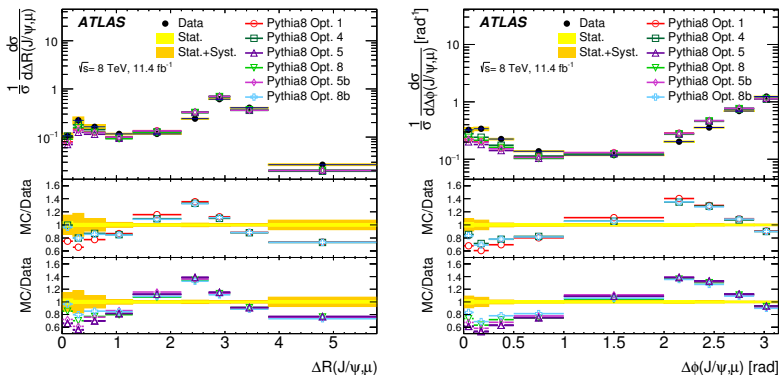 ATLAS
Data
Stat.
Stat.+Syst.
√s= 8 TeV, 11.4 fb⁻¹
Pythia8 Opt. 1
Pythia8 Opt. 4
Pythia8 Opt. 5
Pythia8 Opt. 8
Pythia8 Opt. 5b
Pythia8 Opt. 8b
1/σ dσ/dΔR(J/ψ,μ)
10
1
10⁻¹
MC/Data
1.6
1.4
1.2
1
0.8
0.6
MC/Data
1.6
1.4
1.2
1
0.8
0.6
0 1 2 3 4 5
ΔR(J/ψ,μ)
ATLAS
Data
Stat.
Stat.+Syst.
√s= 8 TeV, 11.4 fb⁻¹
Pythia8 Opt. 1
Pythia8 Opt. 4
Pythia8 Opt. 5
Pythia8 Opt. 8
Pythia8 Opt. 5b
Pythia8 Opt. 8b
1/σ dσ/dΔϕ(J/ψ,μ) [rad⁻¹]
10
1
10⁻¹
MC/Data
1.6
1.4
1.2
1
0.8
0.6
MC/Data
1.6
1.4
1.2
1
0.8
0.6
0 0.5 1 1.5 2 2.5 3
Δϕ(J/ψ,μ) [rad]